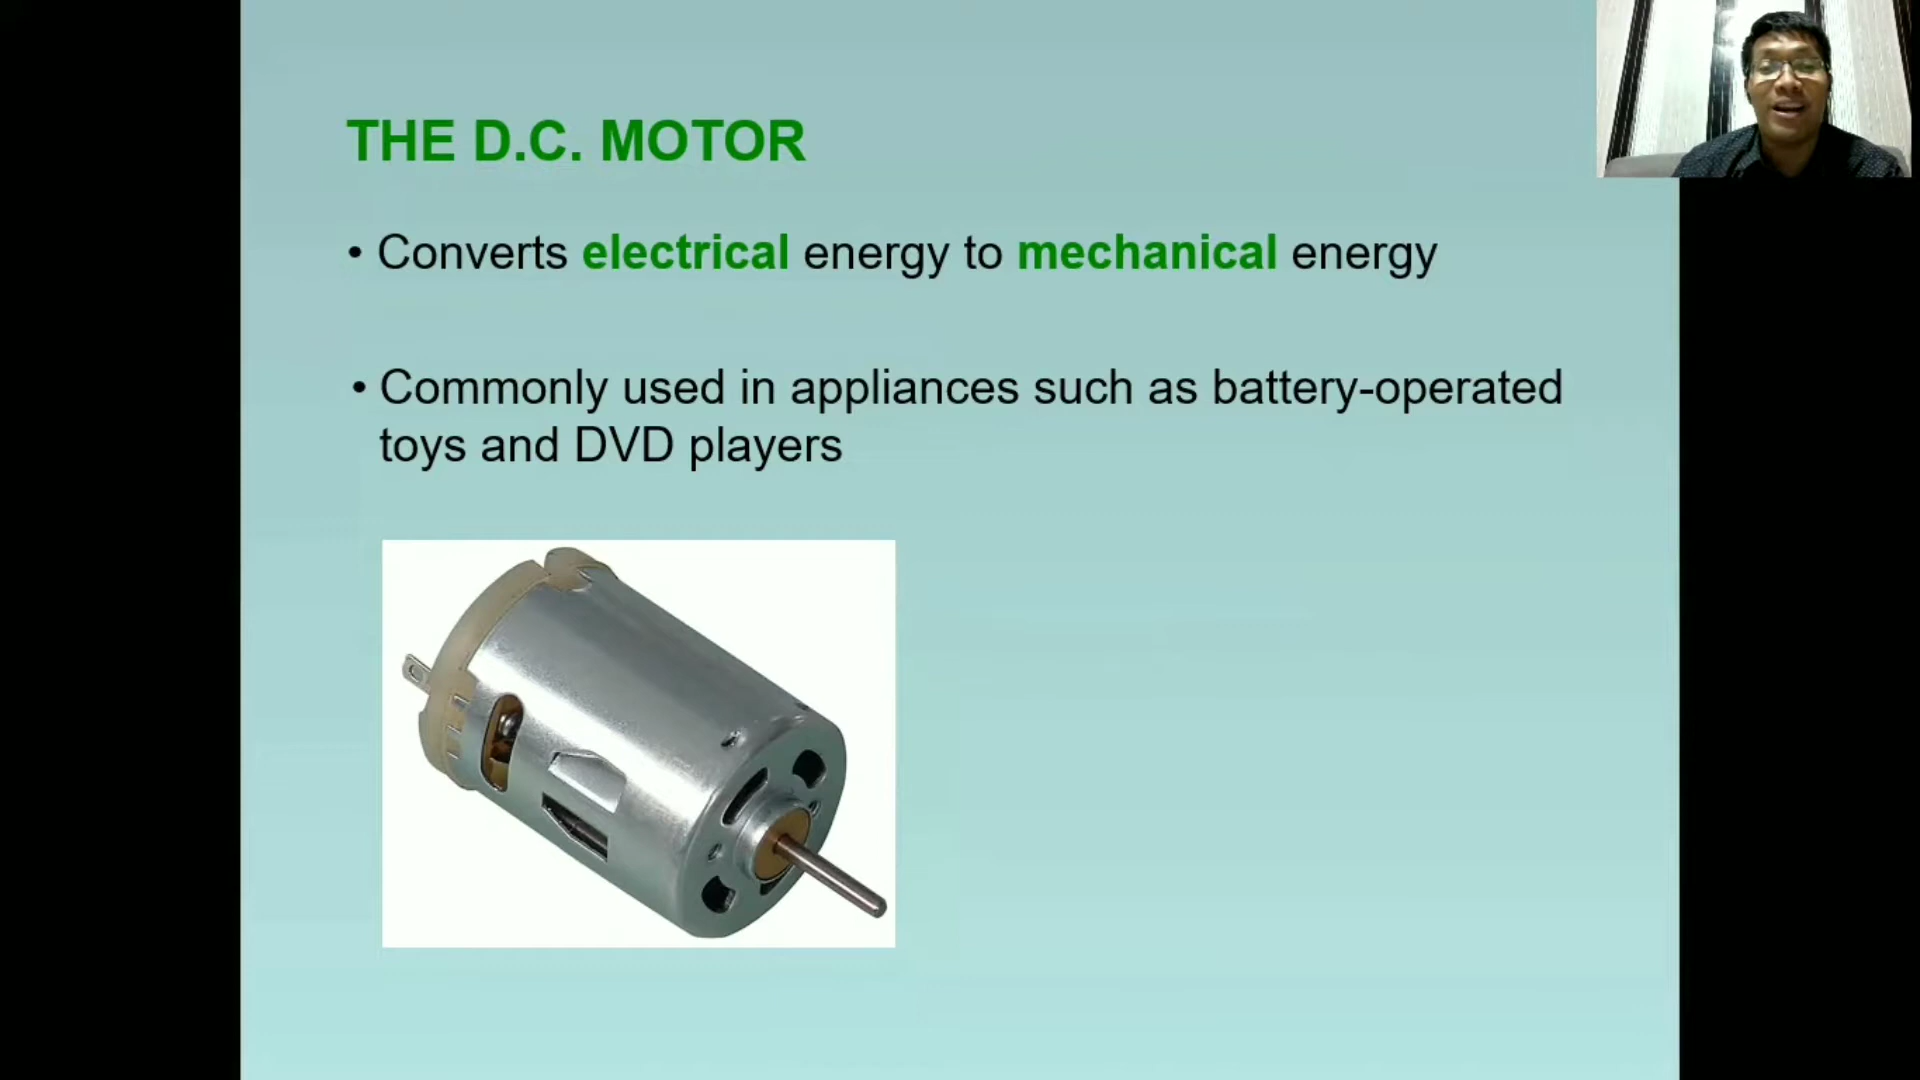 THE D.C. MOTOR
• Converts electrical energy to mechanical energy
• Commonly used in appliances such as battery-operated
toys and DVD players